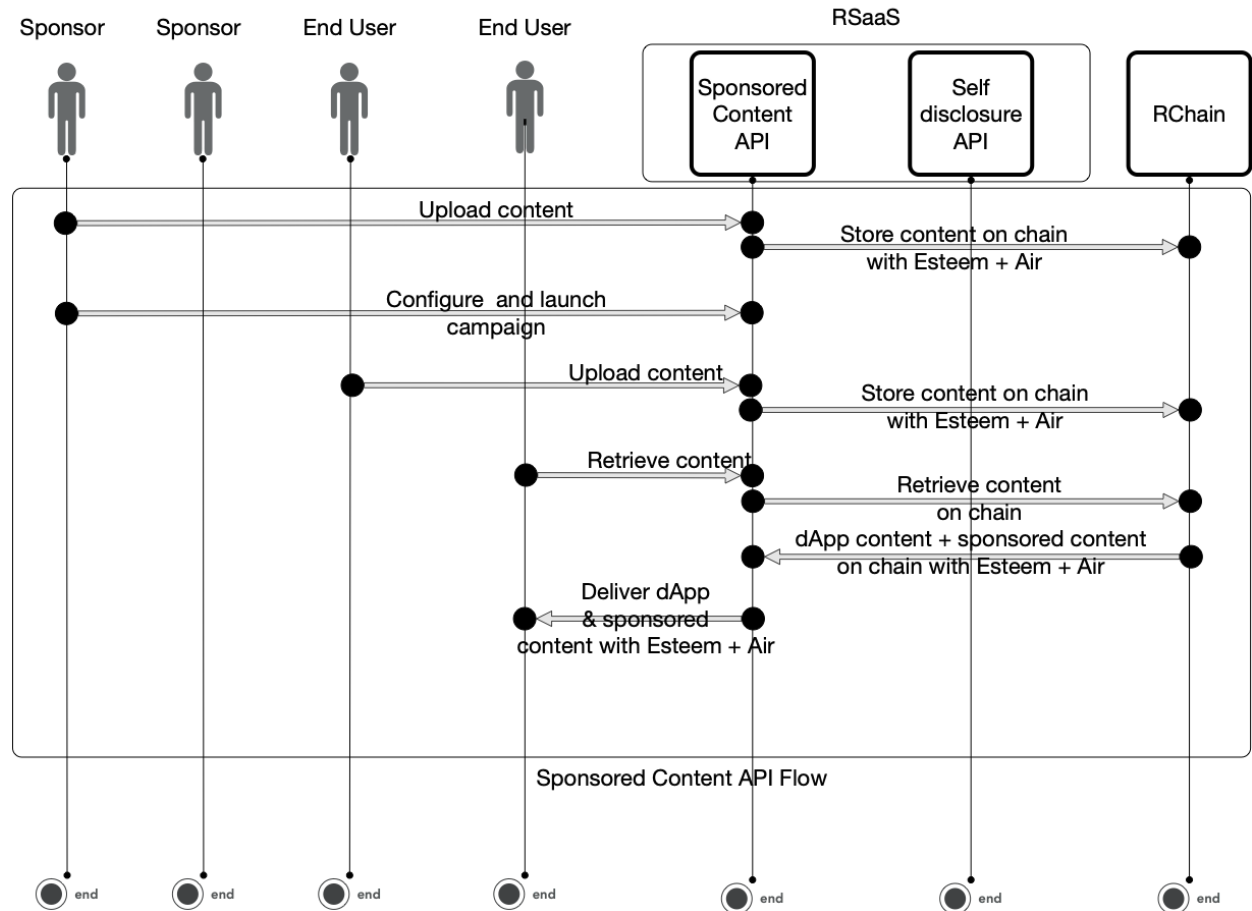 RSaaS
Sponsor
Sponsor
End User
End User
Sponsored
Content
API
Self
disclosure
API
RChain
Upload content
Store content on chain
with Esteem + Air
Configure and launch
campaign
Upload content
Store content on chain
with Esteem + Air
Retrieve content
Retrieve content
on chain
dApp content + sponsored content
on chain with Esteem + Air
Deliver dApp
& sponsored
content with Esteem + Air
Sponsored Content API Flow
end
end
end
end
end
end
end